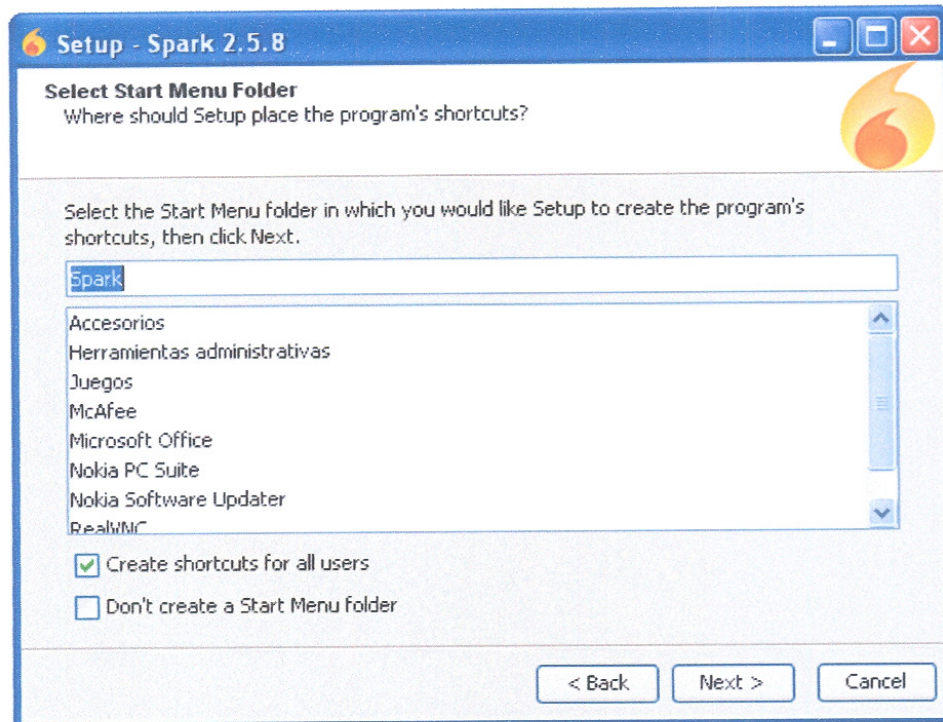 Setup - Spark 2.5.8
Select Start Menu Folder
Where should Setup place the program's shortcuts?
Select the Start Menu folder in which you would like Setup to create the program's
shortcuts, then click Next.
Spark
Accesorios
Herramientas administrativas
Juegos
McAfee
Microsoft Office
Nokia PC Suite
Nokia Software Updater
RealVNC
Create shortcuts for all users
Don't create a Start Menu folder
< Back
Next >
Cancel